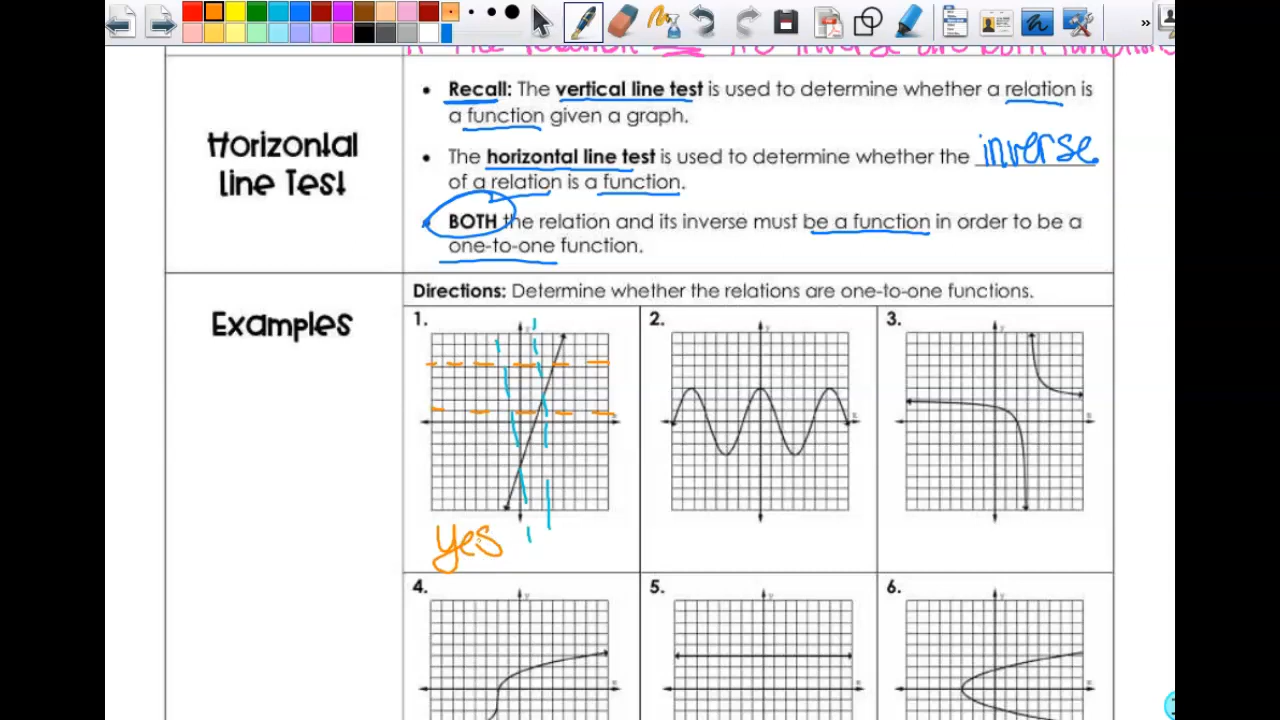 »
Horizontal
Line Test
• Recall: The vertical line test is used to determine whether a relation is
a function given a graph.
• The horizontal line test is used to determine whether the inverse
of a relation is a function.
• BOTH the relation and its inverse must be a function in order to be a
one-to-one function.
Examples
Directions: Determine whether the relations are one-to-one functions.
1.
2.
3.
y
y
y
x
x
x
yes
4.
5.
6.
y
y
y
x
x
x